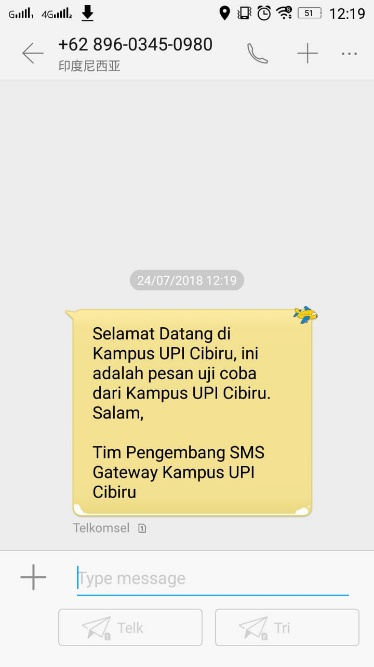 G 4G 51 12:19
+62 896-0345-0980
印度尼西亚
24/07/2018 12:19
Selamat Datang di
Kampus UPI Cibiru, ini
adalah pesan uji coba
dari Kampus UPI Cibiru.
Salam,
Tim Pengembang SMS
Gateway Kampus UPI
Cibiru
Telkomsel 1
Type message
Telk Tri